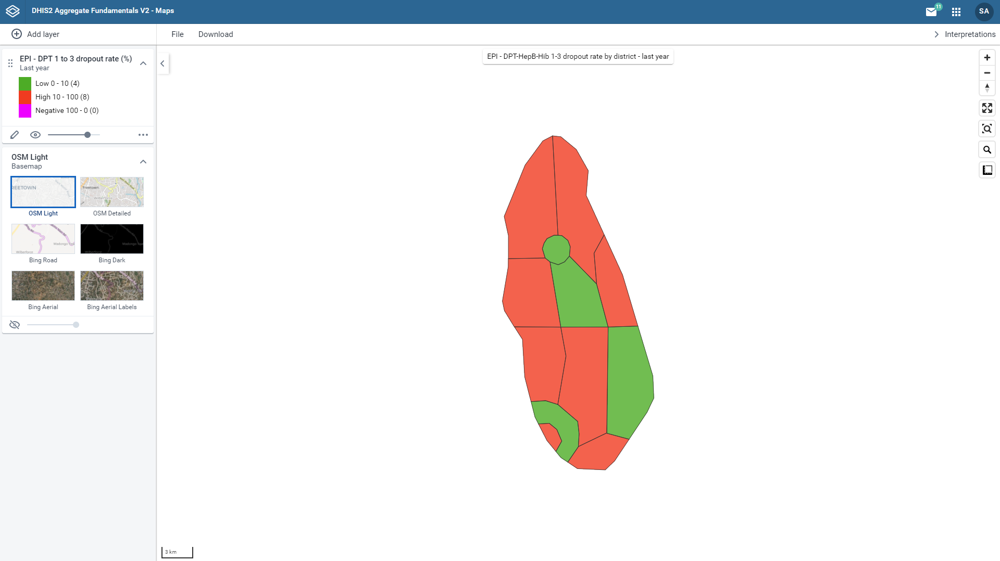 DHIS2 Aggregate Fundamentals V2 - Maps
11
SA
Add layer
File
Download
Interpretations
EPI - DPT 1 to 3 dropout rate (%)
Last year
Low 0 - 10 (4)
High 10 - 100 (8)
Negative 100 - 0 (0)
EPI - DPT-HepB-Hib 1-3 dropout rate by district - last year
OSM Light
Basemap
REETOWN
Freetown
Wilberforce
OSM Light
OSM Detailed
Wilberforce
Madongo
Madongo
Bing Road
Bing Dark
Bing Aerial
Bing Aerial Labels
3 km